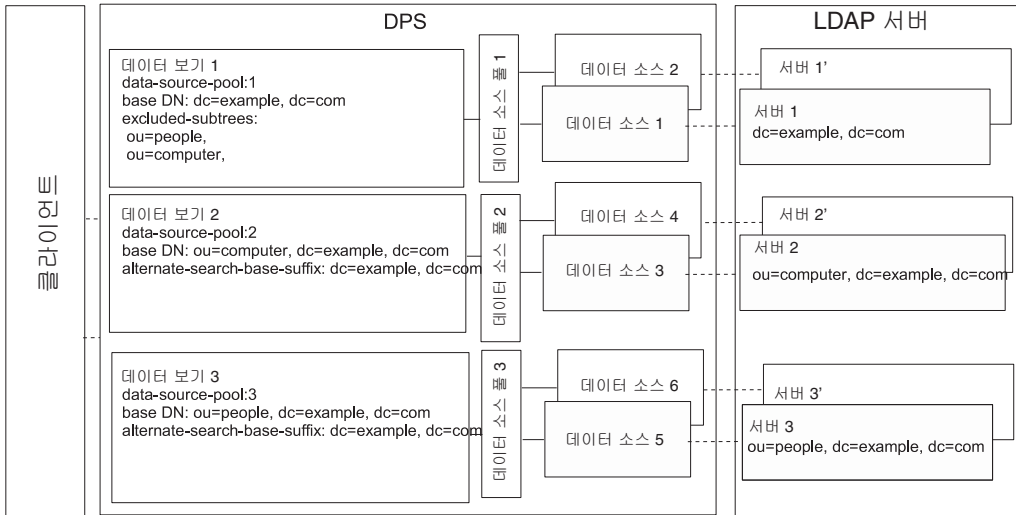 클라이언트
DPS
데이터 보기 1
data-source-pool:1
base DN: dc=example, dc=com
excluded-subtrees:
ou=people,
ou=computer,
데이터 소스 풀 1
데이터 소스 2
데이터 소스 1
데이터 보기 2
data-source-pool:2
base DN: ou=computer, dc=example, dc=com
alternate-search-base-suffix: dc=example, dc=com
데이터 소스 풀 2
데이터 소스 4
데이터 소스 3
데이터 보기 3
data-source-pool:3
base DN: ou=people, dc=example, dc=com
alternate-search-base-suffix: dc=example, dc=com
데이터 소스 풀 3
데이터 소스 6
데이터 소스 5
LDAP 서버
서버 1’
서버 1
dc=example, dc=com
서버 2’
서버 2
ou=computer, dc=example, dc=com
서버 3’
서버 3
ou=people, dc=example, dc=com